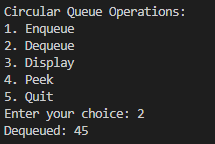 Circular Queue Operations:
1. Enqueue
2. Dequeue
3. Display
4. Peek
5. Quit
Enter your choice: 2
Dequeued: 45